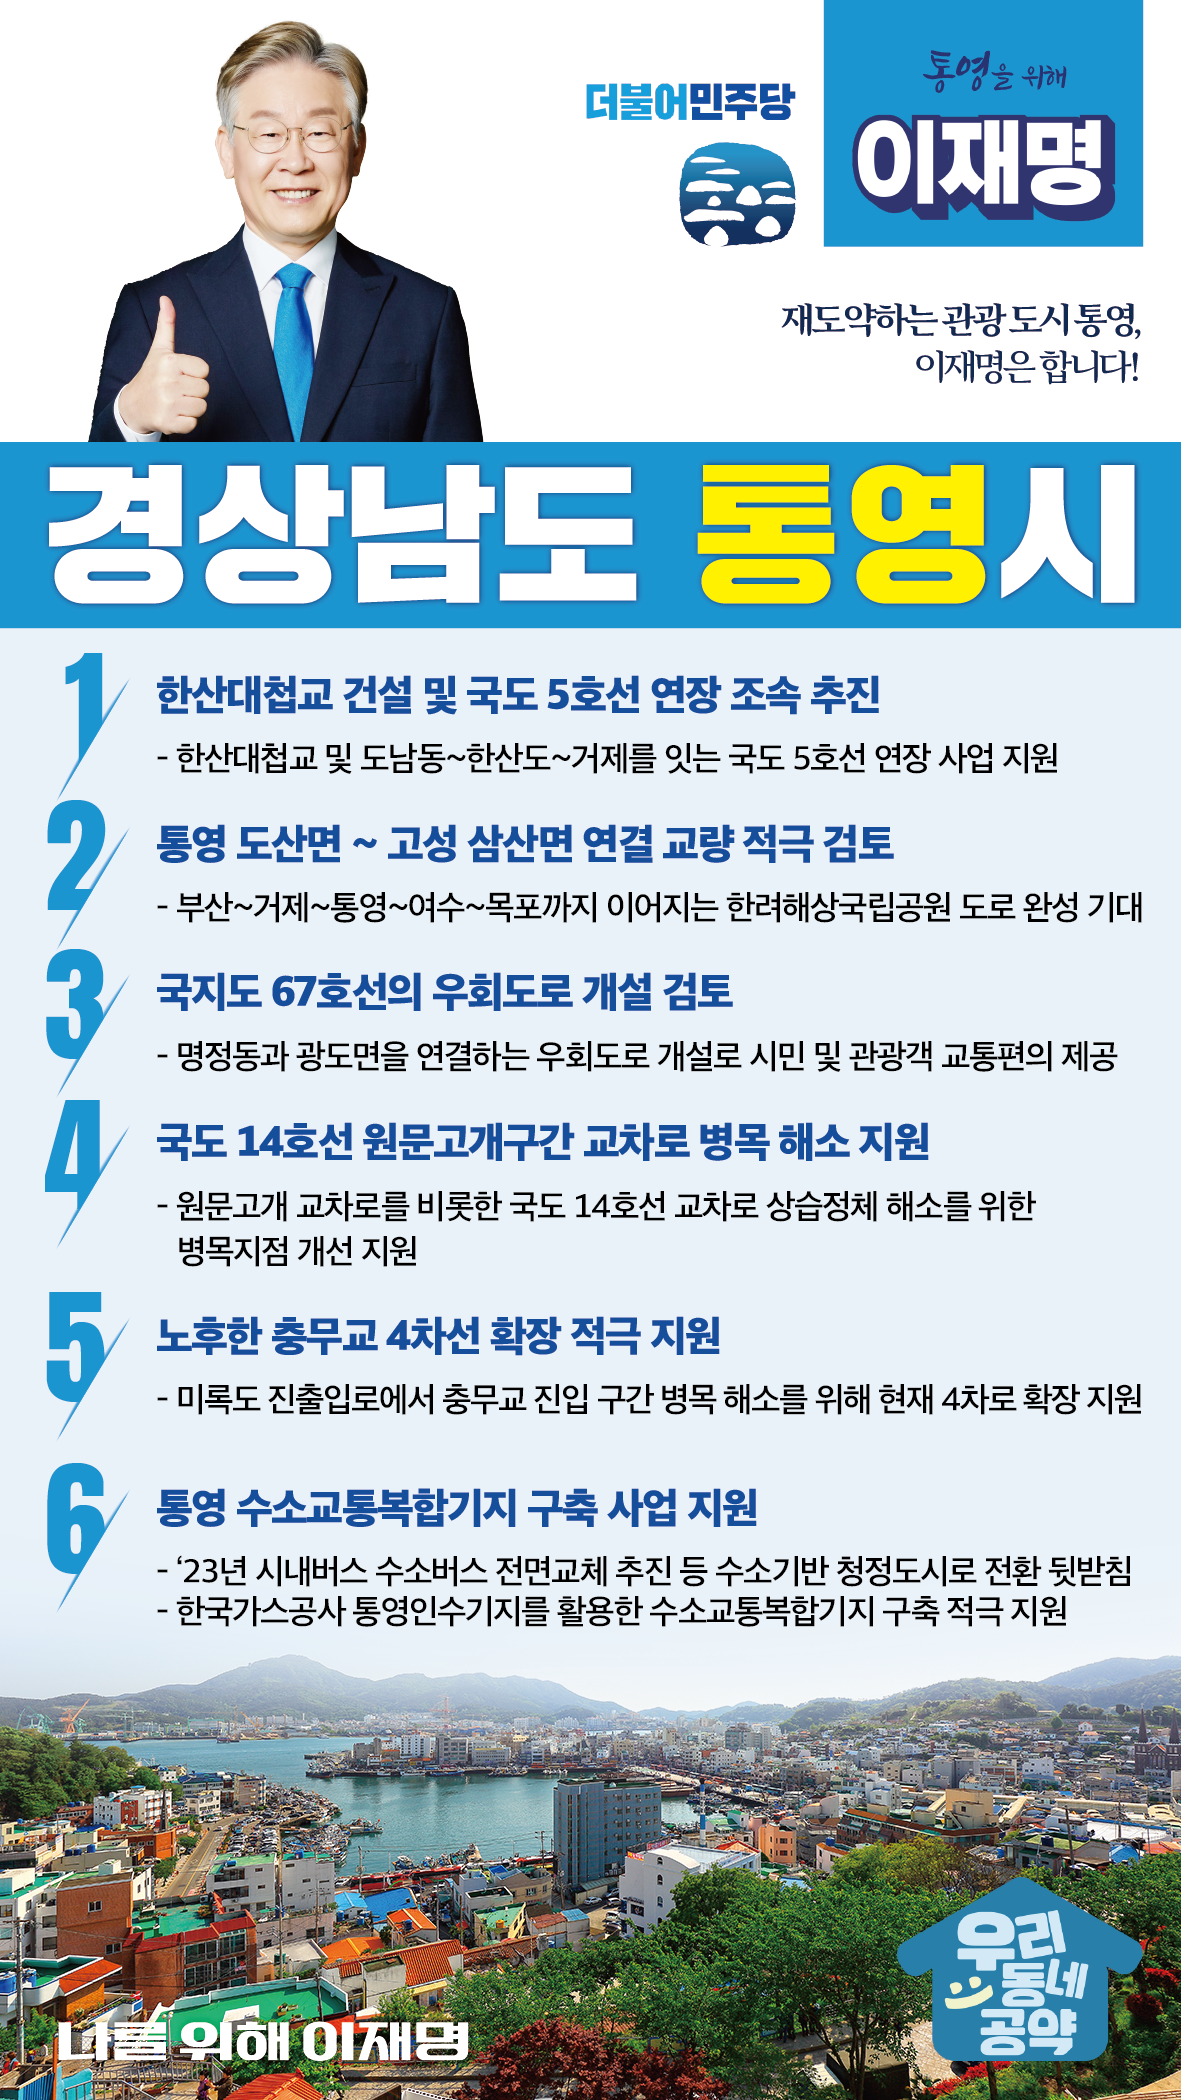 더불어민주당
통영을 위해
이재명
통영
재도약하는 관광 도시 통영,
이재명은 합니다!
경상남도 통영시
1
한산대첩교 건설 및 국도 5호선 연장 조속 추진
- 한산대첩교 및 도남동~한산도~거제를 잇는 국도 5호선 연장 사업 지원
2
통영 도산면 ~ 고성 삼산면 연결 교량 적극 검토
- 부산~거제~통영~여수~목포까지 이어지는 한려해상국립공원 도로 완성 기대
3
국지도 67호선의 우회도로 개설 검토
- 명정동과 광도면을 연결하는 우회도로 개설로 시민 및 관광객 교통편의 제공
4
국도 14호선 원문고개구간 교차로 병목 해소 지원
- 원문고개 교차로를 비롯한 국도 14호선 교차로 상습정체 해소를 위한
병목지점 개선 지원
5
노후한 충무교 4차선 확장 적극 지원
- 미록도 진출입로에서 충무교 진입 구간 병목 해소를 위해 현재 4차로 확장 지원
6
통영 수소교통복합기지 구축 사업 지원
- ‘23년 시내버스 수소버스 전면교체 추진 등 수소기반 청정도시로 전환 뒷받침
- 한국가스공사 통영인수기지를 활용한 수소교통복합기지 구축 적극 지원
우리
동네
공약
나를 위해 이재명